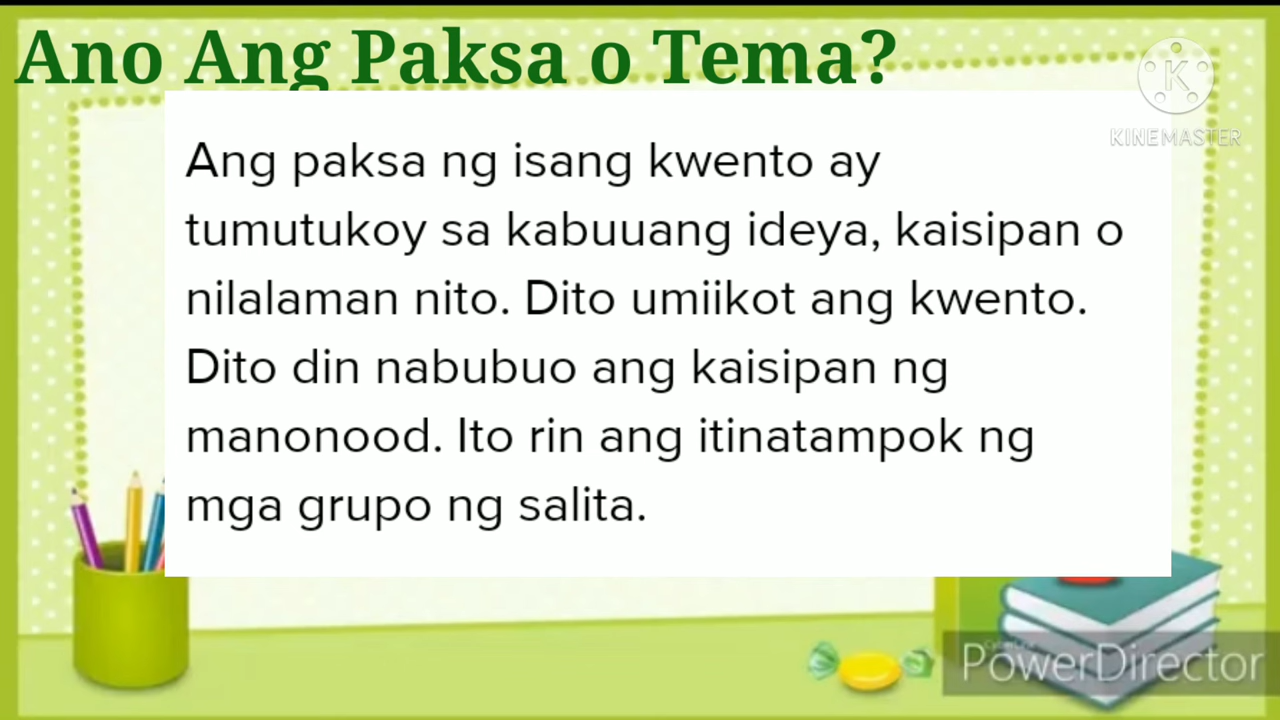 Ano Ang Paksa o Tema?
KINEMASTER
Ang paksa ng isang kwento ay
tumutukoy sa kabuuang ideya, kaisipan o
nilalaman nito. Dito umiikot ang kwento.
Dito din nabubuo ang kaisipan ng
manonood. Ito rin ang itinatampok ng
mga grupo ng salita.
PowerDirector